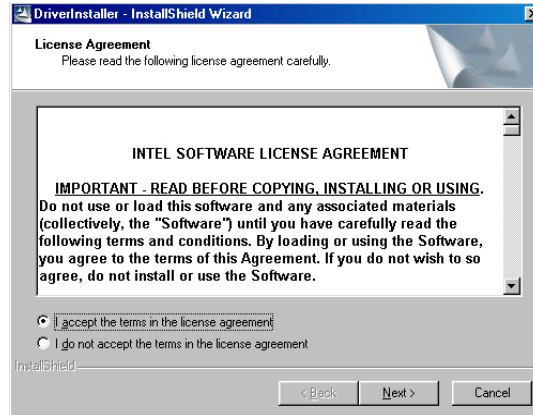 DriverInstaller - InstallShield Wizard
License Agreement
Please read the following license agreement carefully.
INTEL SOFTWARE LICENSE AGREEMENT
IMPORTANT - READ BEFORE COPYING, INSTALLING OR USING.
Do not use or load this software and any associated materials
(collectively, the "Software") until you have carefully read the
following terms and conditions. By loading or using the Software,
you agree to the terms of this Agreement. If you do not wish to so
agree, do not install or use the Software.
I accept the terms in the license agreement
I do not accept the terms in the license agreement
InstallShield
< Back
Next >
Cancel